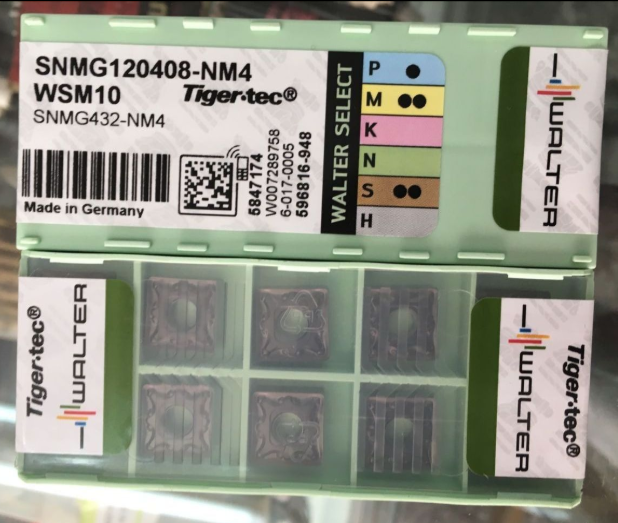 SNMG120408-NM4
WSM10 Tiger·tec®
SNMG432-NM4
Made in Germany
5847174
W007289758
6-017-0005
596816-948
WALTER SELECT
P ●
M ●●
K
N
S ●●
H
WALTER
Tiger·tec®
WALTER
WALTER
Tiger·tec®